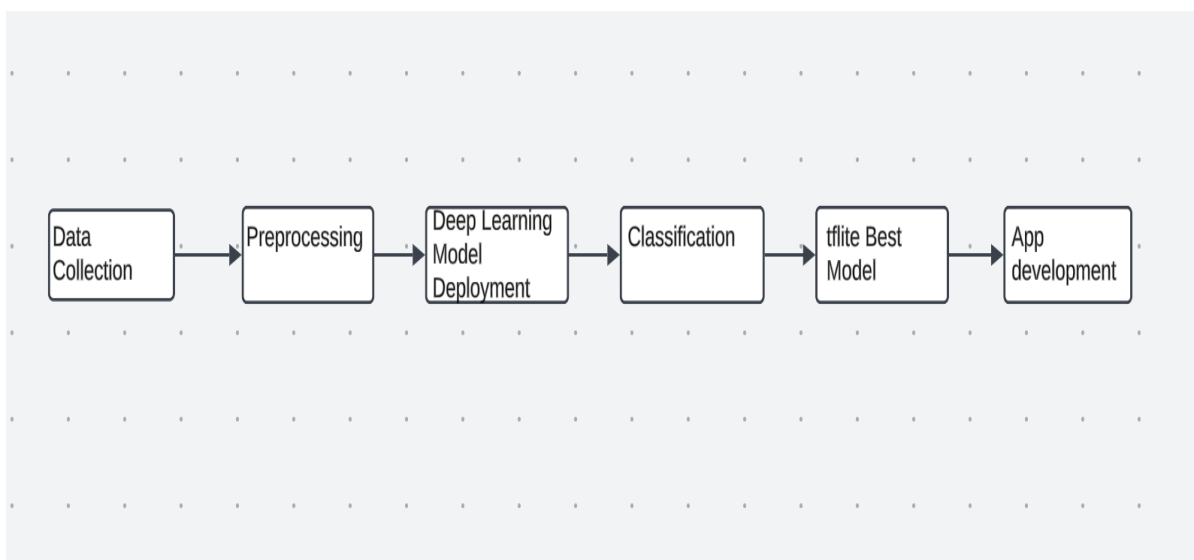 Data
Collection
Preprocessing
Deep Learning
Model
Deployment
Classification
tflite Best
Model
App
development